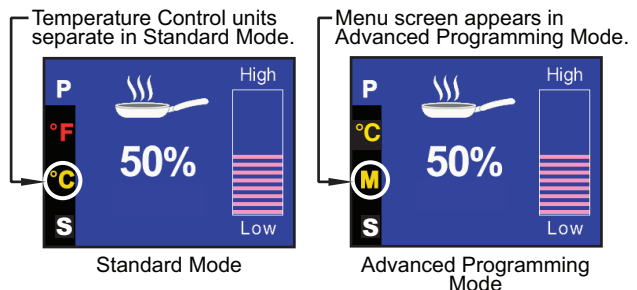 Temperature Control units
separate in Standard Mode.
P
°F
°C
S
50%
High
Low
Standard Mode
Menu screen appears in
Advanced Programming Mode.
P
°C
M
S
50%
High
Low
Advanced Programming
Mode